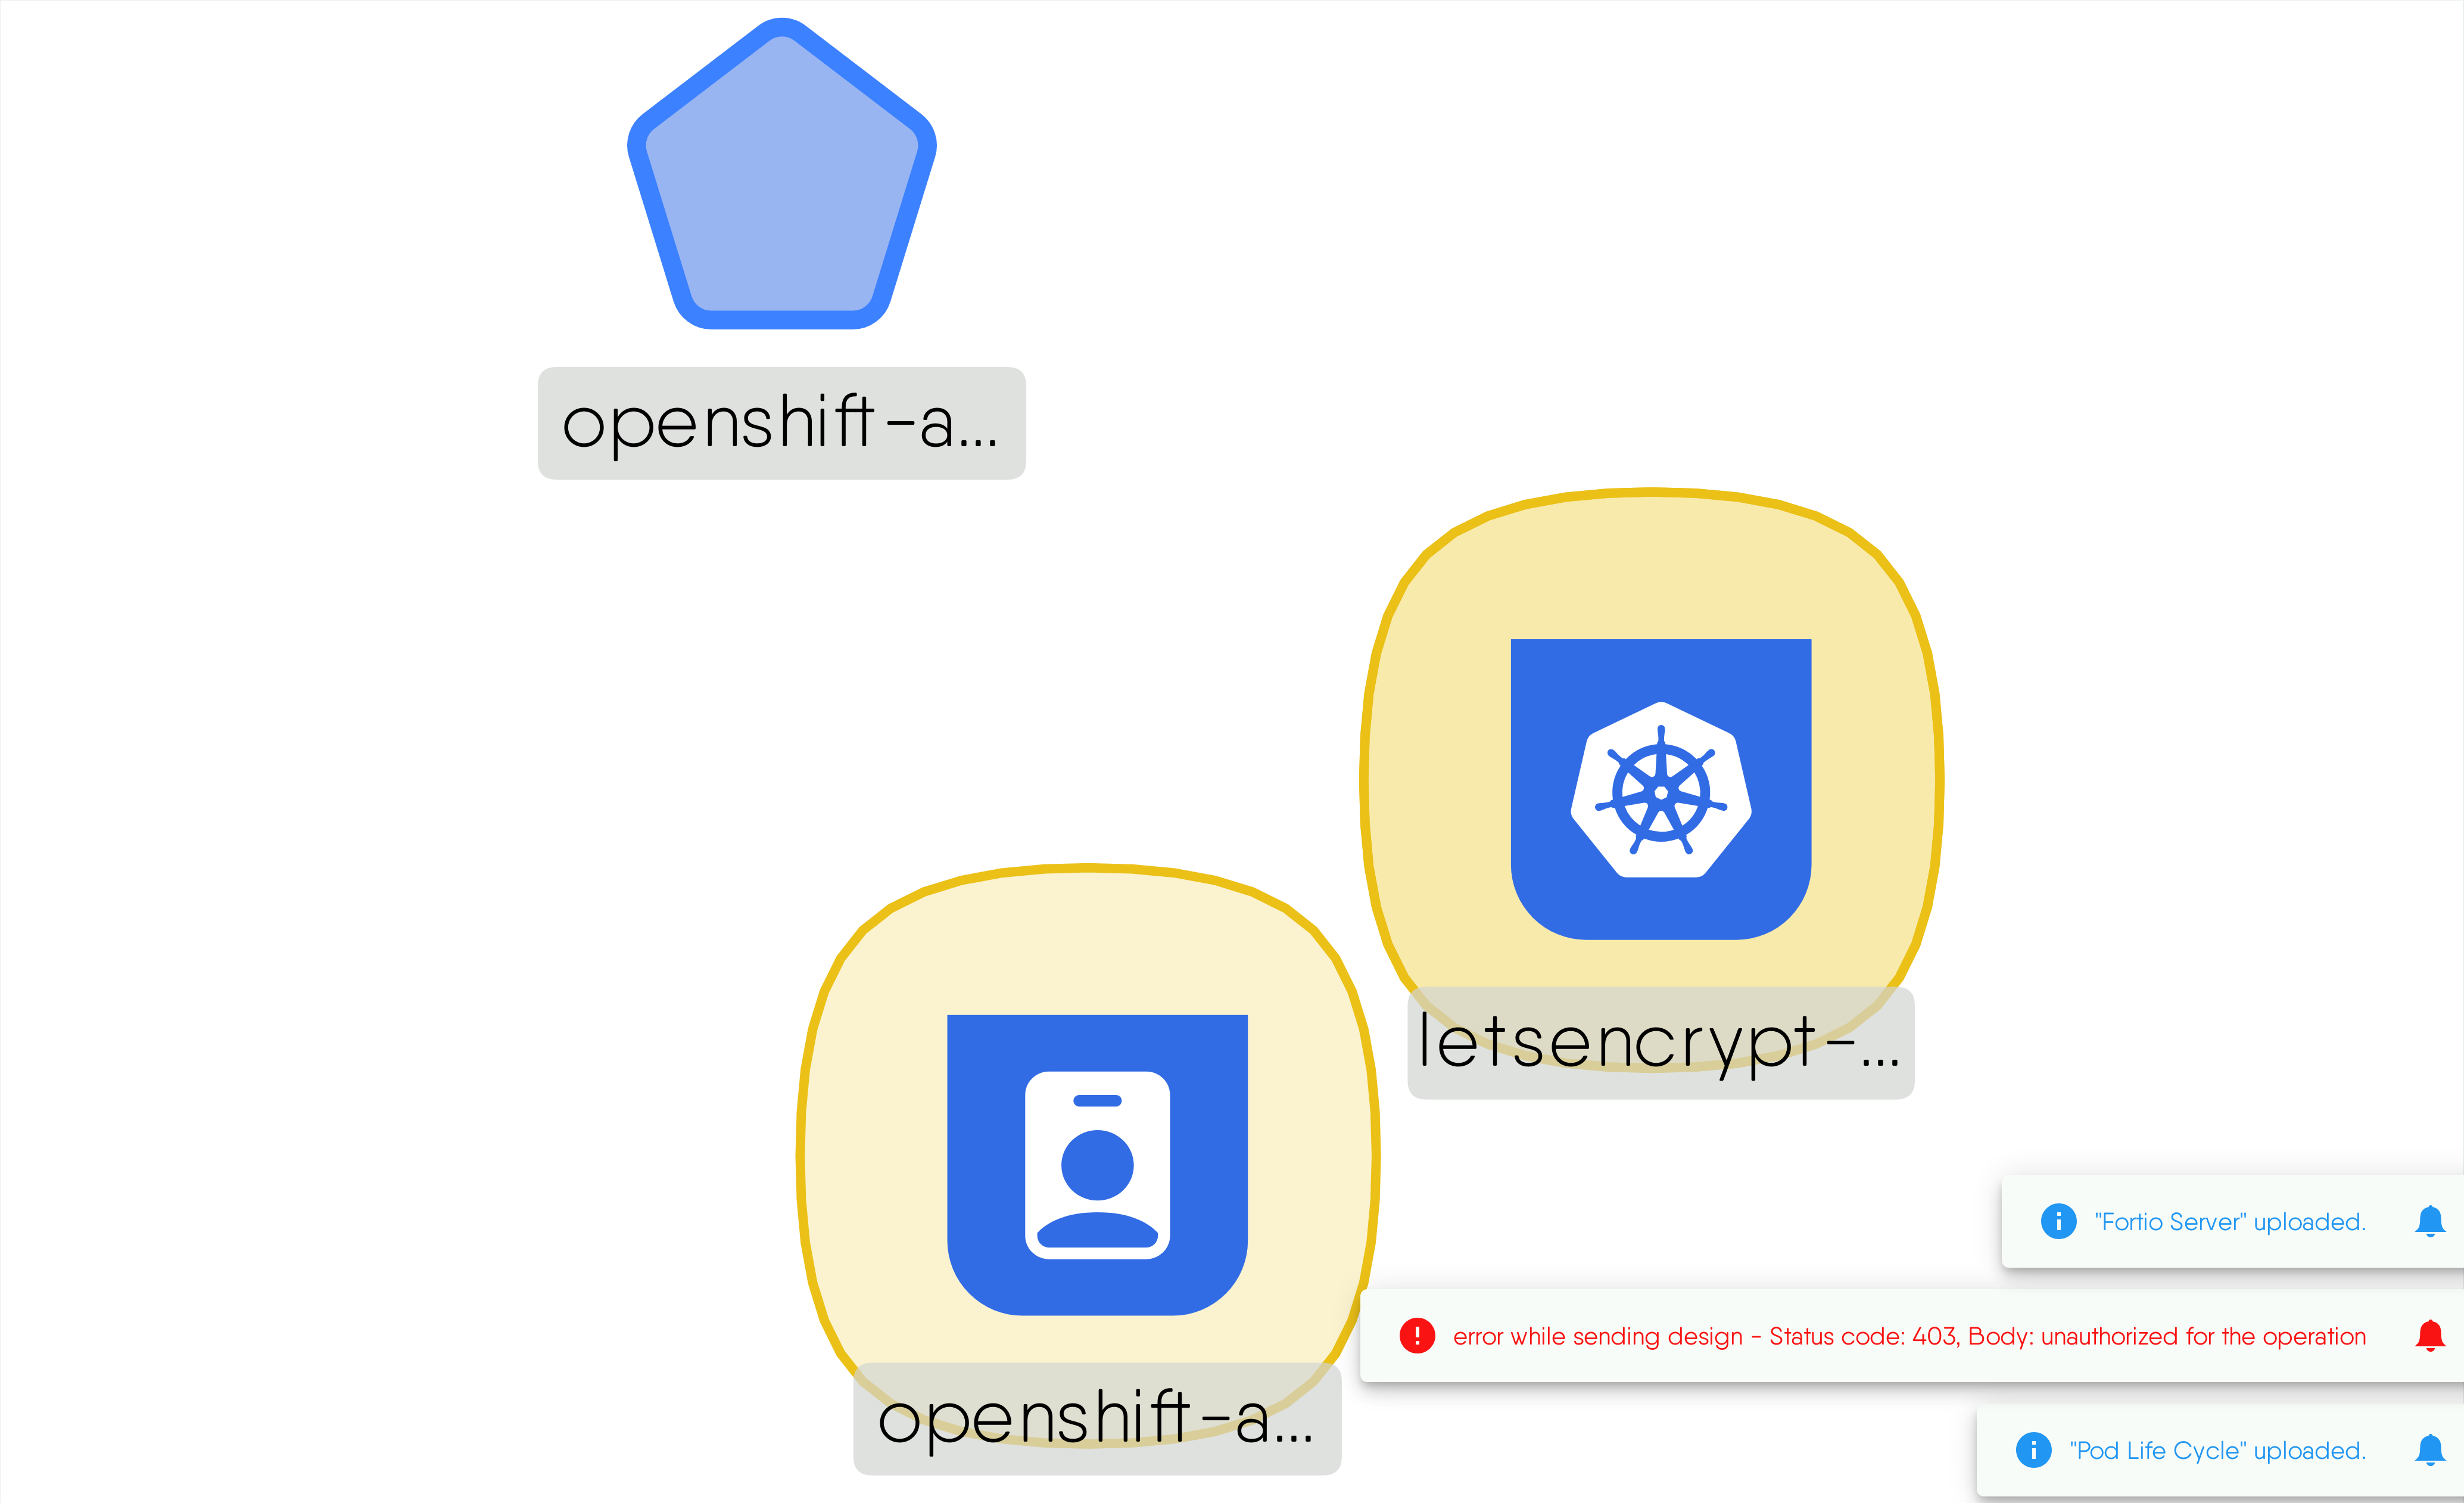 openshift-a...
letsencrypt-...
openshift-a...
"Fortio Server" uploaded.
error while sending design - Status code: 403, Body: unauthorized for the operation
"Pod Life Cycle" uploaded.